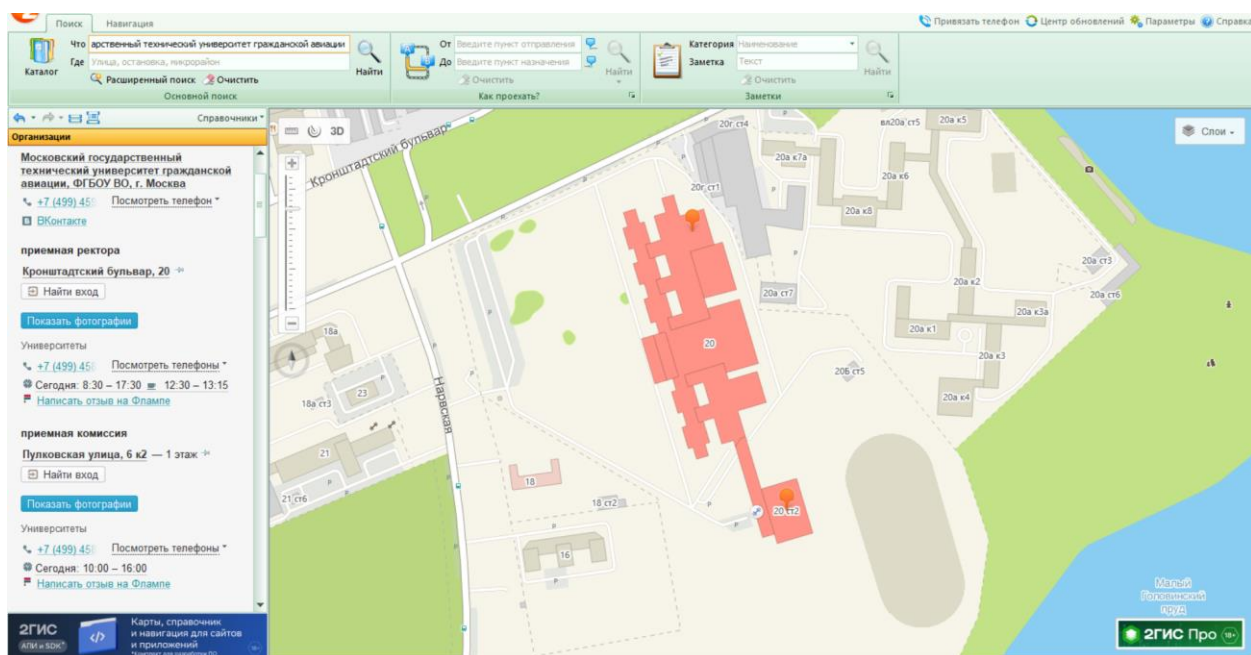 Поиск Навигация
Привязать телефон Центр обновлений Параметры Справка
Что арственный технический университет гражданской авиации
Где Улица, остановка, микрорайон
Каталог
Расширенный поиск Очистить
Найти
Основной поиск
От Введите пункт отправления
До Введите пункт назначения
Очистить
Найти
Как проехать?
Категория Наименование
Заметка Текст
Очистить
Найти
Заметки
Справочники
Организации
Московский государственный
технический университет гражданской
авиации, ФГБОУ ВО, г. Москва
+7 (499) 45 Посмотреть телефон
ВКонтакте
приемная ректора
Кронштадтский бульвар, 20
Найти вход
Показать фотографии
Университеты
+7 (499) 45 Посмотреть телефоны
Сегодня: 8:30 – 17:30 12:30 – 13:15
Написать отзыв на Флампе
приемная комиссия
Пулковская улица, 6 к2 — 1 этаж
Найти вход
Показать фотографии
Университеты
+7 (499) 45 Посмотреть телефоны
Сегодня: 10:00 – 16:00
Написать отзыв на Флампе
2ГИС
АПИ и SDK*
Карты, справочник
и навигация для сайтов
и приложений
3D
Слои
Кронштадтский бульвар
Нарвская
20г ст4
вл20а ст5
20а к5
20а к7а
20а к6
20г ст1
20а к8
20а ст3
20а к2
20а ст6
20а ст7
20а к3а
20а к1
20
20а к3
20Б ст5
20а к4
18а
23
18а ст3
21
21 ст6
18
18 ст2
20 ст2
16
Малый
Головинский
пруд
2ГИС Про 18+